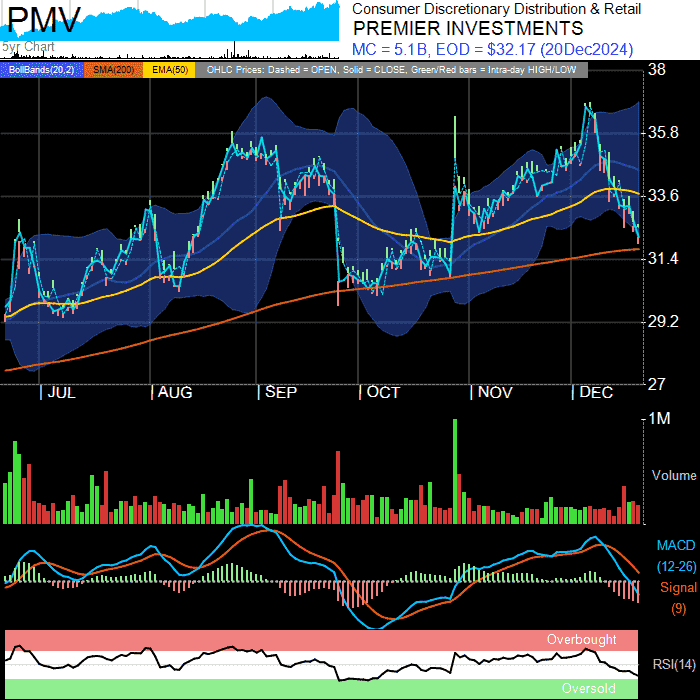 PMV
5yr Chart
Consumer Discretionary Distribution & Retail
PREMIER INVESTMENTS
MC = 5.1B, EOD = $32.17 (20Dec2024)
BollBands(20,2) SMA(200) EMA(50) OHLC Prices: Dashed = OPEN, Solid = CLOSE, Green/Red bars = Intra-day HIGH/LOW
38
35.8
33.6
31.4
29.2
27
JUL AUG SEP OCT NOV DEC
1M
Volume
MACD
(12-26)
Signal
(9)
Overbought
RSI(14)
Oversold